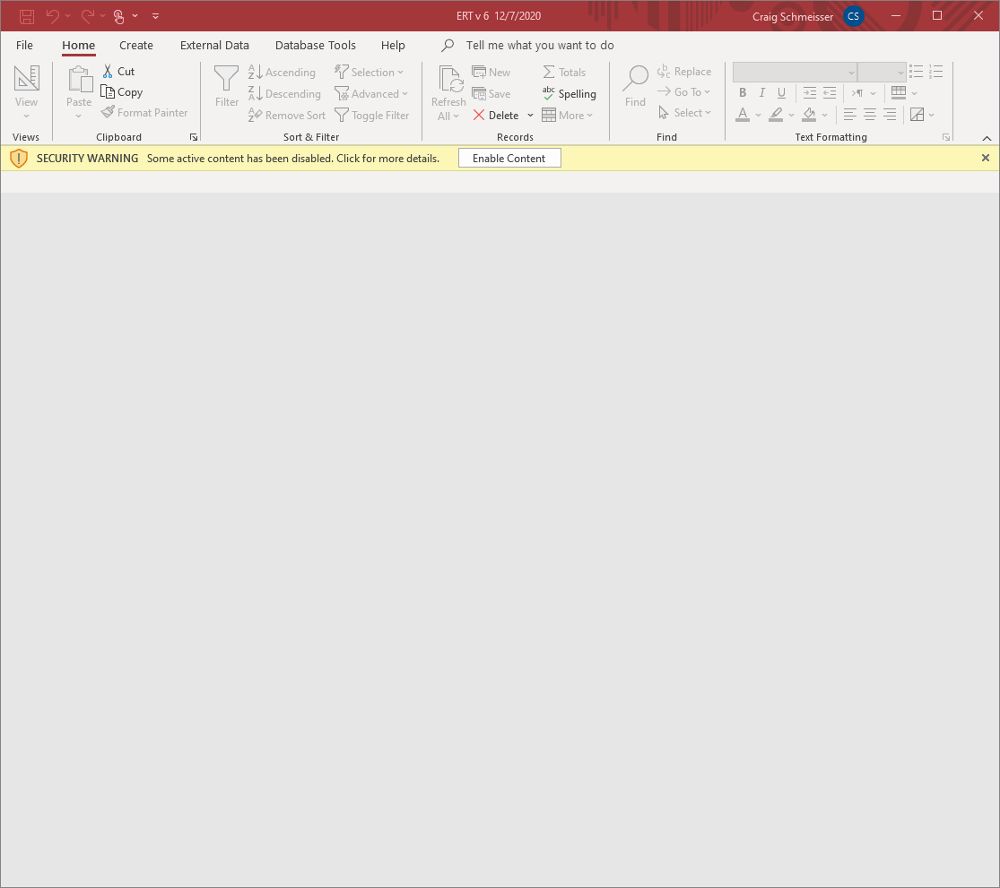 ERT v 6 12/7/2020
Craig Schmeisser CS
File Home Create External Data Database Tools Help Tell me what you want to do
View
Views
Paste
Cut
Copy
Format Painter
Clipboard
Filter
Ascending
Descending
Remove Sort
Selection
Advanced
Toggle Filter
Sort & Filter
Refresh
All
New
Save
Delete
Totals
abc Spelling
More
Records
Find
Replace
Go To
Select
Find
B I U
A
Text Formatting
SECURITY WARNING Some active content has been disabled. Click for more details. Enable Content